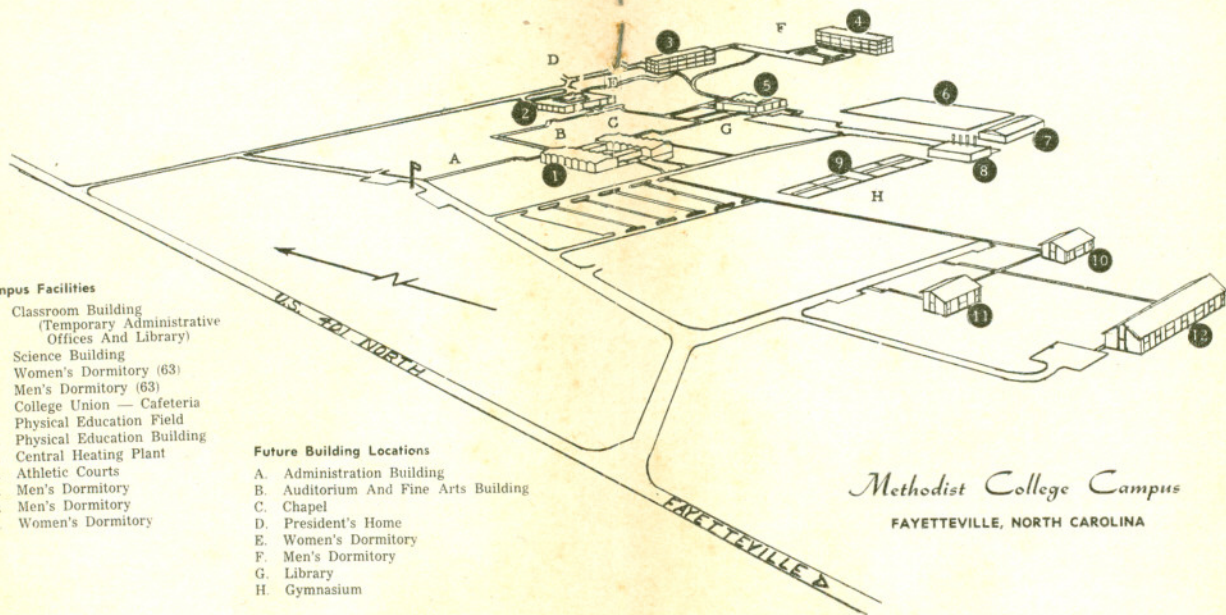 D
F
4
3
E
2
5
6
B
C
G
7
A
9
8
1
H
10
11
12
U.S. 401 NORTH
FAYETTEVILLE
Facilities
Classroom Building
(Temporary Administrative
Offices And Library)
Science Building
Women's Dormitory (63)
Men's Dormitory (63)
College Union — Cafeteria
Physical Education Field
Physical Education Building
Central Heating Plant
Athletic Courts
Men's Dormitory
Men's Dormitory
Women's Dormitory
Future Building Locations
A. Administration Building
B. Auditorium And Fine Arts Building
C. Chapel
D. President's Home
E. Women's Dormitory
F. Men's Dormitory
G. Library
H. Gymnasium
Methodist College Campus
FAYETTEVILLE, NORTH CAROLINA